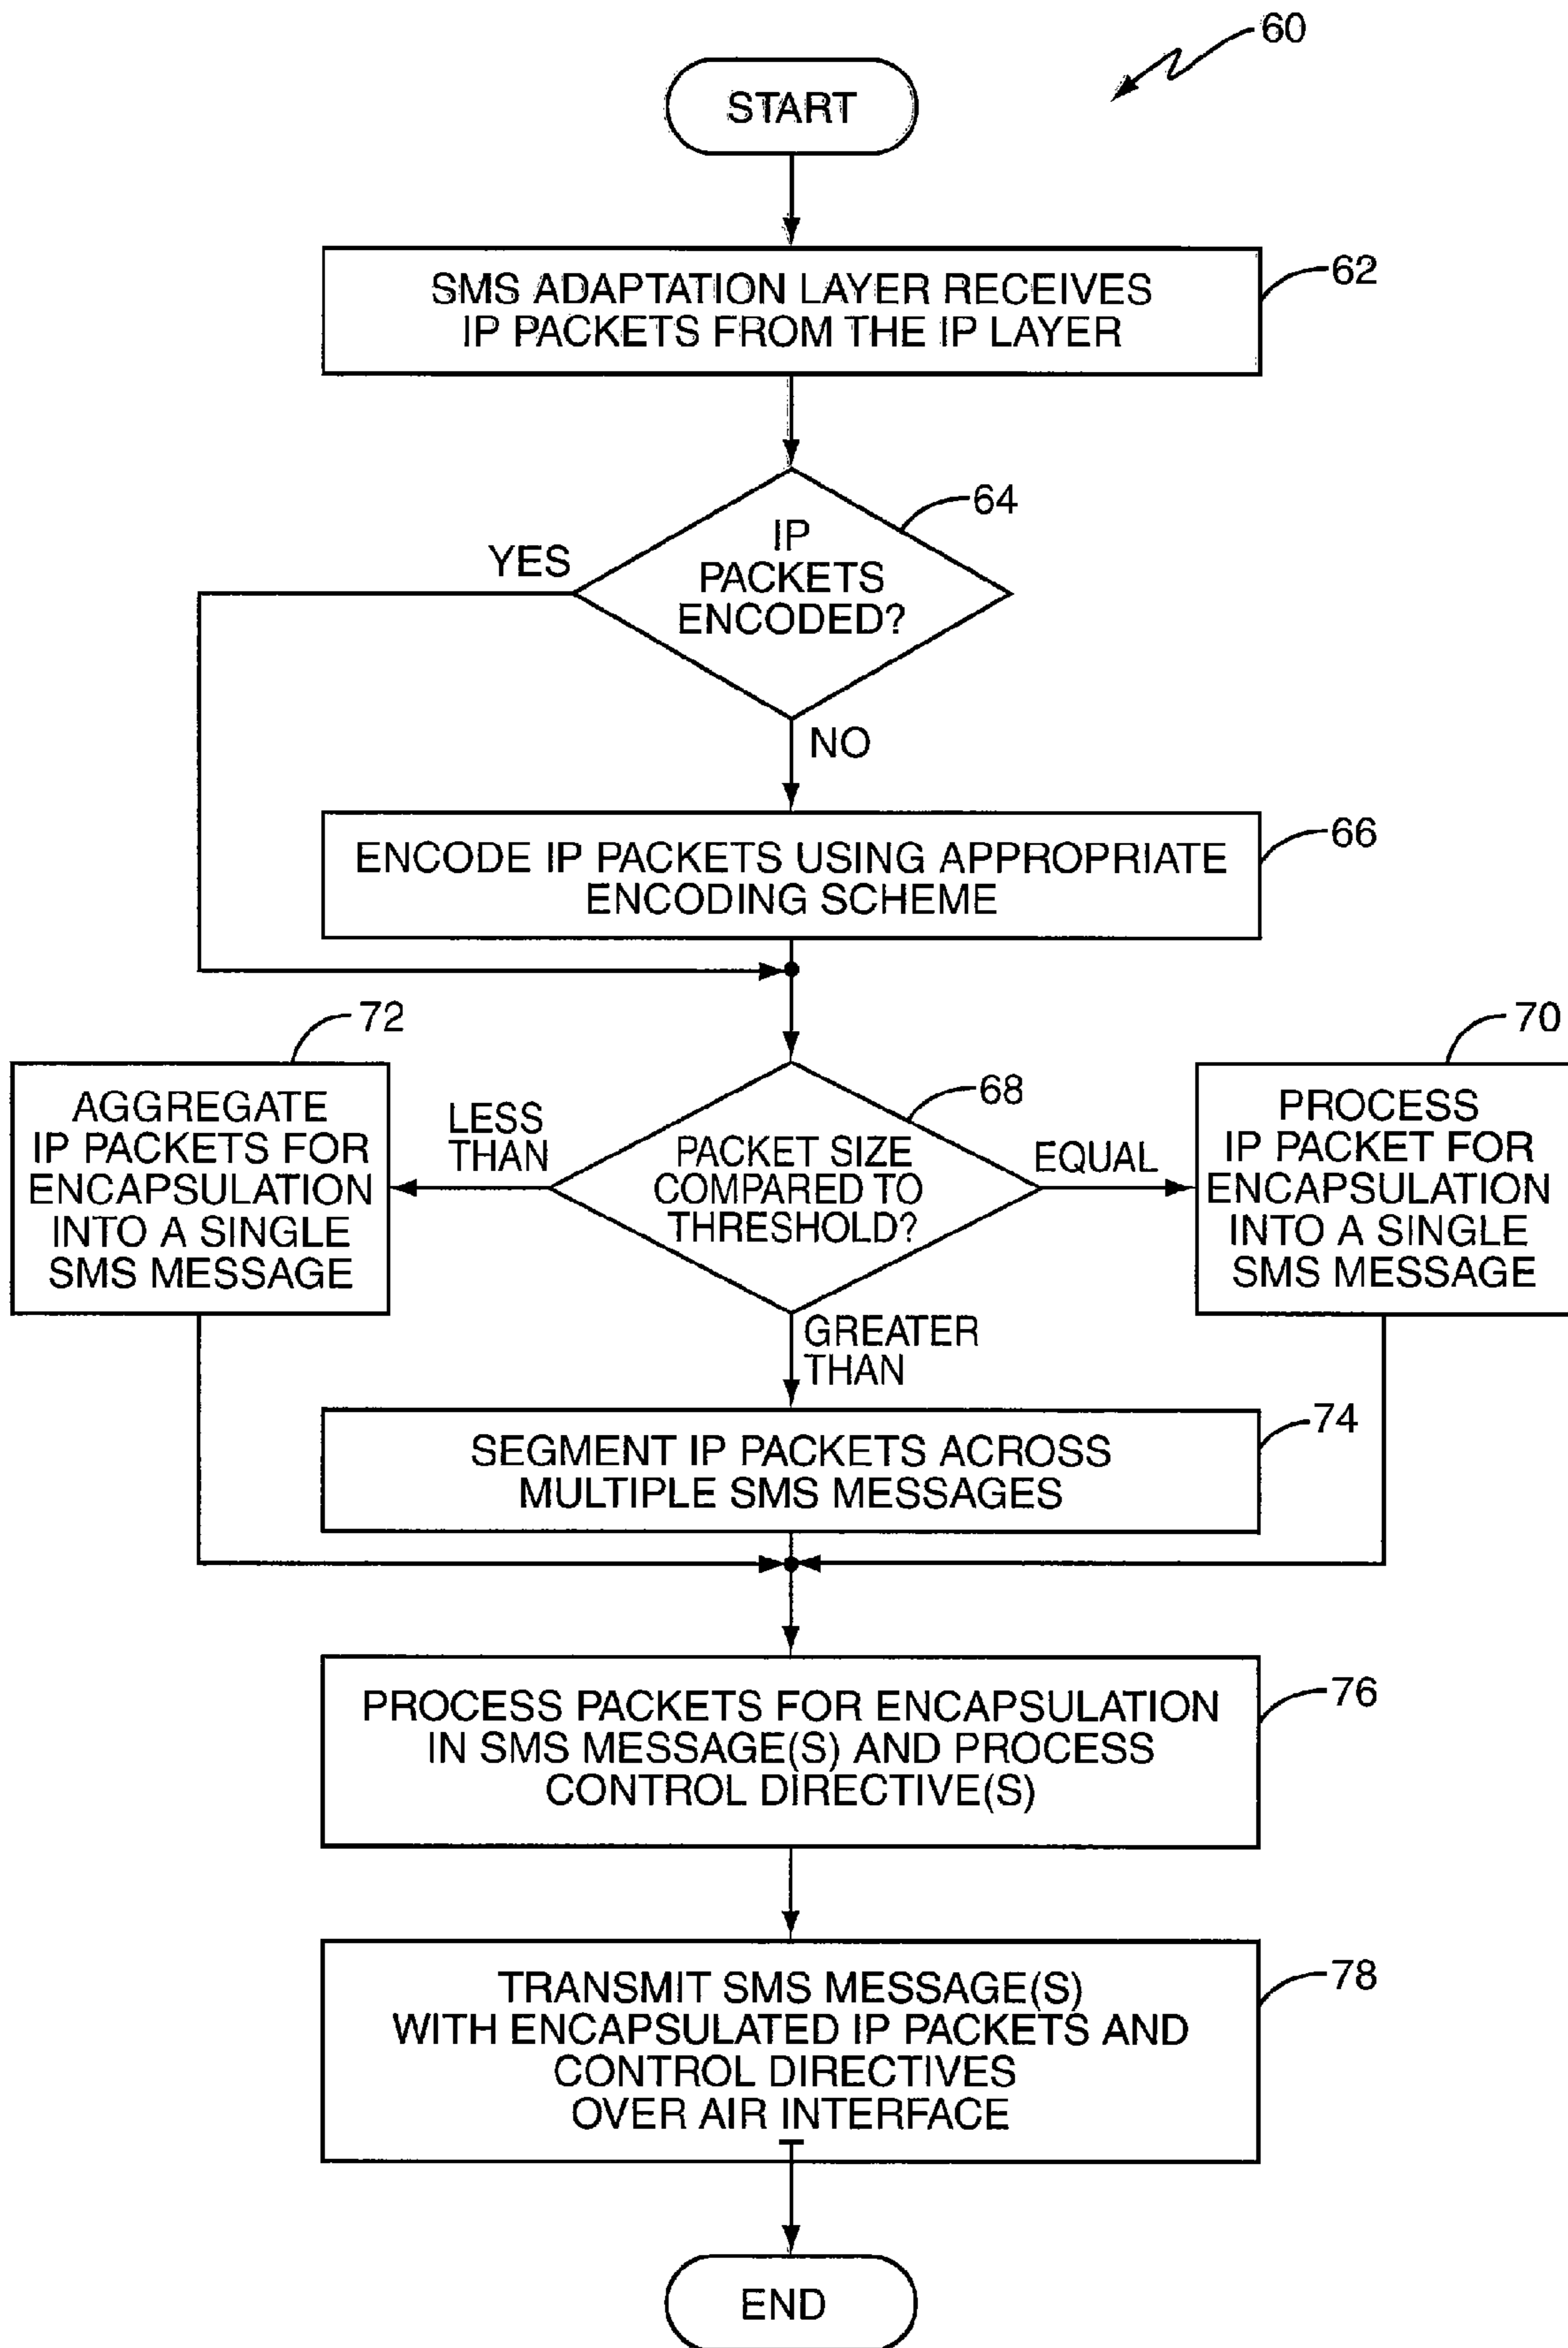 60
START
SMS ADAPTATION LAYER RECEIVES
IP PACKETS FROM THE IP LAYER
62
IP
PACKETS
ENCODED?
64
YES
NO
ENCODE IP PACKETS USING APPROPRIATE
ENCODING SCHEME
66
72
AGGREGATE
IP PACKETS FOR
ENCAPSULATION
INTO A SINGLE
SMS MESSAGE
LESS
THAN
PACKET SIZE
COMPARED TO
THRESHOLD?
68
EQUAL
70
PROCESS
IP PACKET FOR
ENCAPSULATION
INTO A SINGLE
SMS MESSAGE
GREATER
THAN
SEGMENT IP PACKETS ACROSS
MULTIPLE SMS MESSAGES
74
PROCESS PACKETS FOR ENCAPSULATION
IN SMS MESSAGE(S) AND PROCESS
CONTROL DIRECTIVE(S)
76
TRANSMIT SMS MESSAGE(S)
WITH ENCAPSULATED IP PACKETS AND
CONTROL DIRECTIVES
OVER AIR INTERFACE
78
END